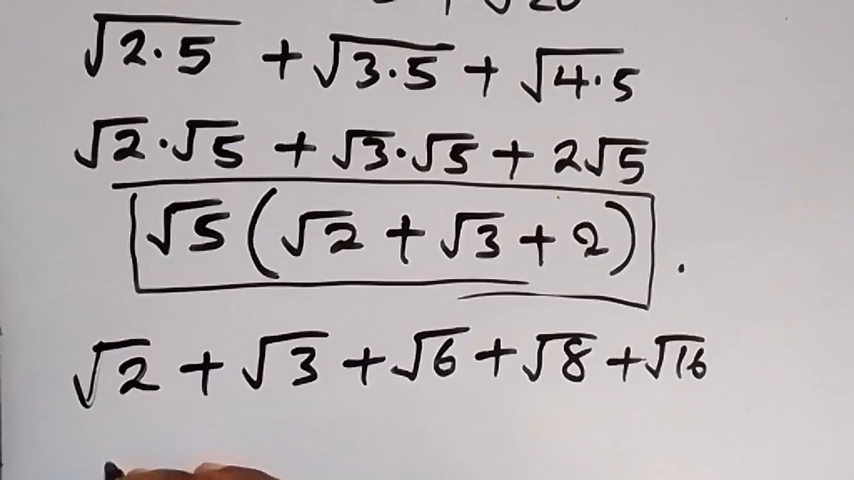 √2·5 + √3·5 + √4·5
√2·√5 + √3·√5 + 2√5
√5(√2 + √3 + 2).
√2 + √3 + √6 + √8 + √16